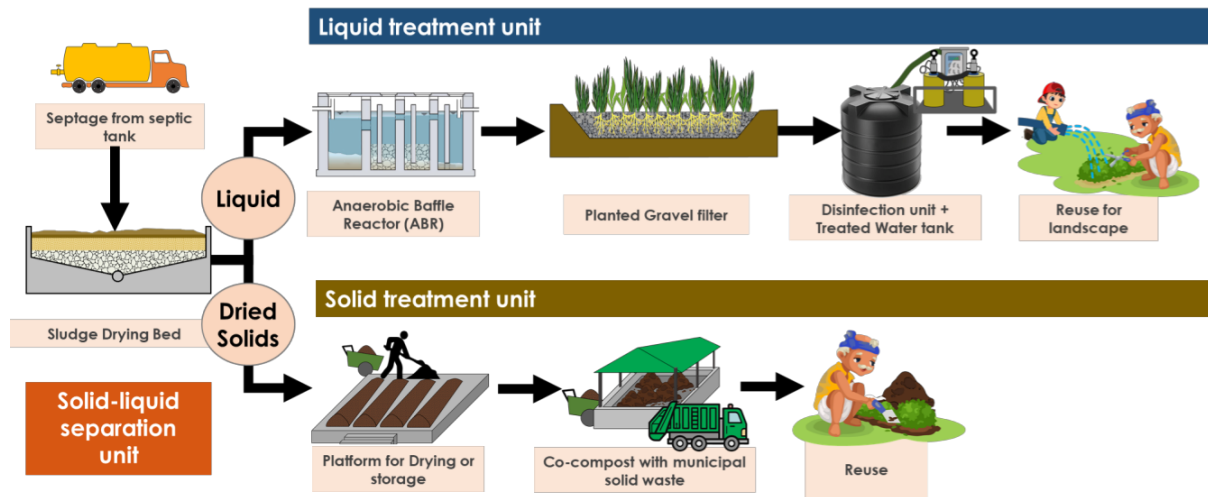 Liquid treatment unit
Septage from septic
tank
Liquid
Anaerobic Baffle
Reactor (ABR)
Planted Gravel filter
Disinfection unit +
Treated Water tank
Reuse for
landscape
Sludge Drying Bed
Dried
Solids
Solid-liquid
separation
unit
Solid treatment unit
Platform for Drying or
storage
Co-compost with municipal
solid waste
Reuse